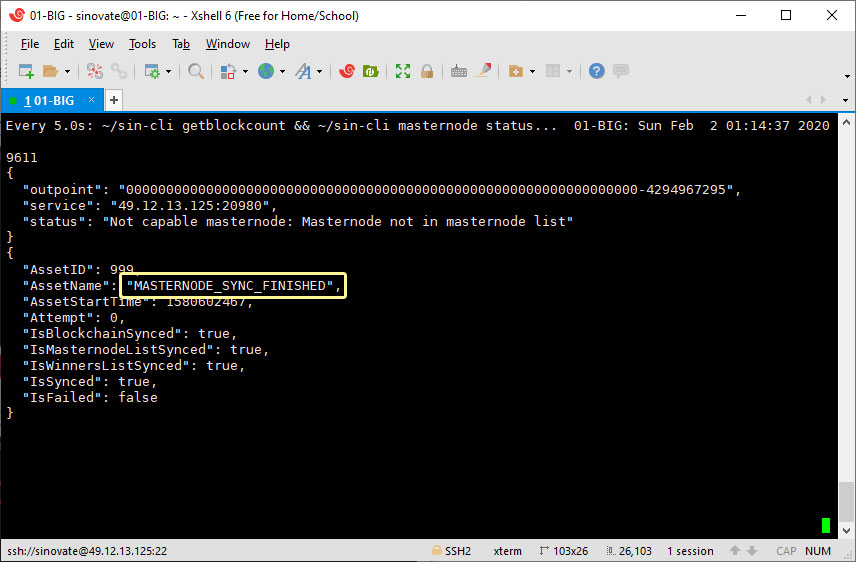 01-BIG - sinovate@01-BIG: ~ - Xshell 6 (Free for Home/School)
File Edit View Tools Tab Window Help
1 01-BIG × +
Every 5.0s: ~/sin-cli getblockcount && ~/sin-cli masternode status... 01-BIG: Sun Feb 2 01:14:37 2020
9611
{
"outpoint": "0000000000000000000000000000000000000000000000000000000000000000-4294967295",
"service": "49.12.13.125:20980",
"status": "Not capable masternode: Masternode not in masternode list"
}
{
"AssetID": 999,
"AssetName": "MASTERNODE_SYNC_FINISHED",
"AssetStartTime": 1580602467,
"Attempt": 0,
"IsBlockchainSynced": true,
"IsMasternodeListSynced": true,
"IsWinnersListSynced": true,
"IsSynced": true,
"IsFailed": false
}
ssh://sinovate@49.12.13.125:22 SSH2 xterm 103x26 26,103 1 session CAP NUM